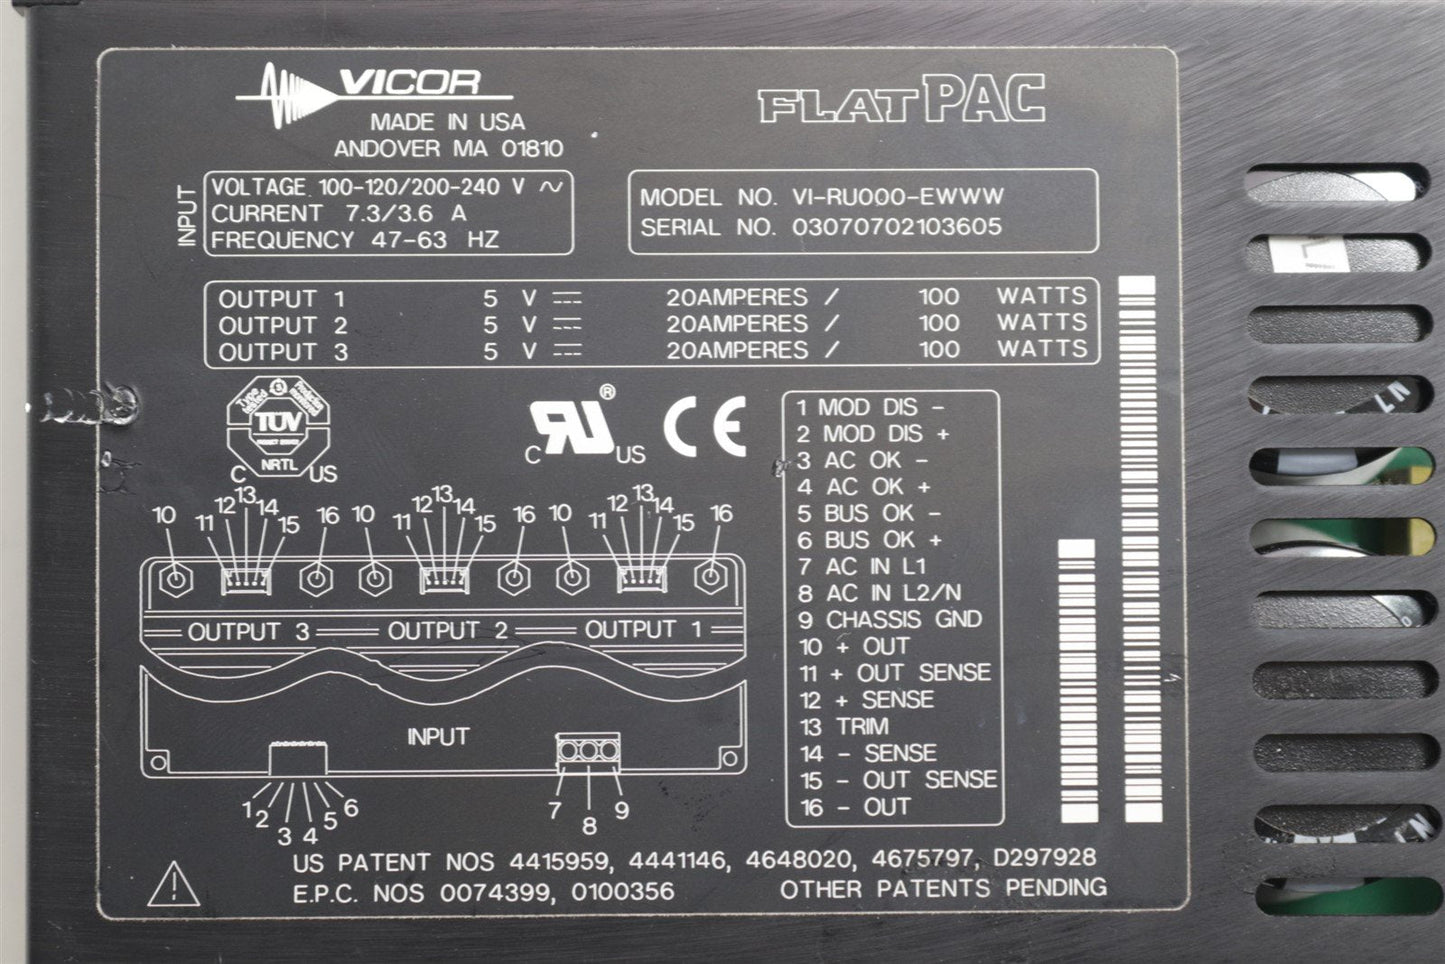 VICOR
MADE IN USA
ANDOVER MA 01810
FLATPAC
INPUT
VOLTAGE 100-120/200-240 V ~
CURRENT 7.3/3.6 A
FREQUENCY 47-63 HZ
MODEL NO. VI-RU000-EWWW
SERIAL NO. 03070702103605
OUTPUT 1 5 V ⎓ 20AMPERES / 100 WATTS
OUTPUT 2 5 V ⎓ 20AMPERES / 100 WATTS
OUTPUT 3 5 V ⎓ 20AMPERES / 100 WATTS
Type tested
Production monitored
TUV
NRTL
C US
C RU ® US
CE
1 MOD DIS -
2 MOD DIS +
3 AC OK -
4 AC OK +
5 BUS OK -
6 BUS OK +
7 AC IN L1
8 AC IN L2/N
9 CHASSIS GND
10 + OUT
11 + OUT SENSE
12 + SENSE
13 TRIM
14 - SENSE
15 - OUT SENSE
16 - OUT
10 11 12 13 14 15 16 10 11 12 13 14 15 16 10 11 12 13 14 15 16
OUTPUT 3 OUTPUT 2 OUTPUT 1
INPUT
1 2 3 4 5 6 7 8 9
US PATENT NOS 4415959, 4441146, 4648020, 4675797, D297928
E.P.C. NOS 0074399, 0100356 OTHER PATENTS PENDING